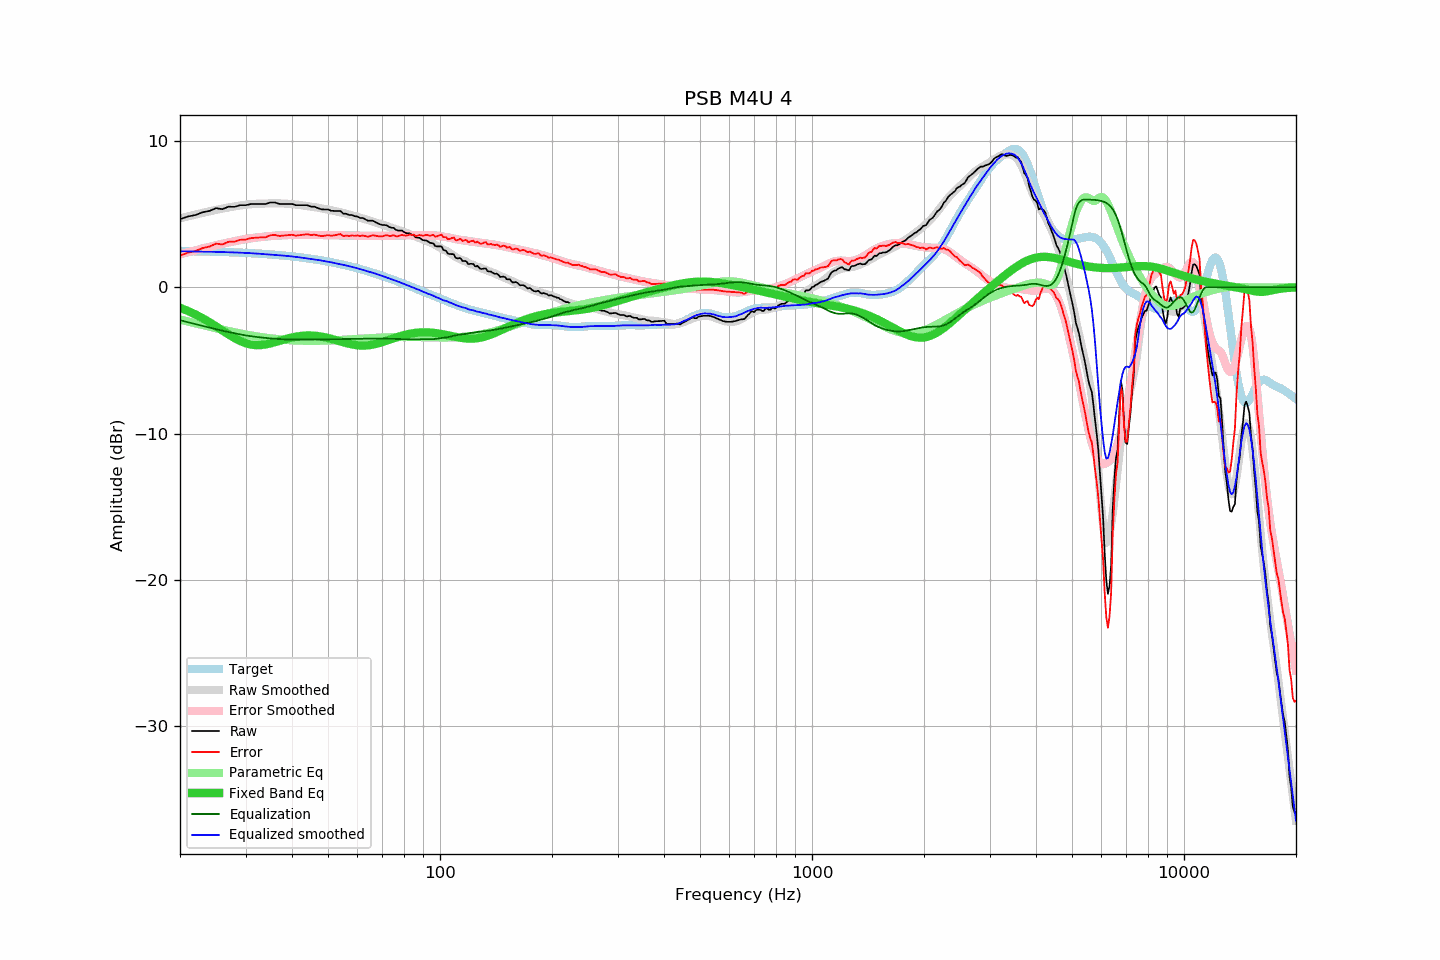 PSB M4U 4
Amplitude (dBr)
10
0
−10
−20
−30
Target
Raw Smoothed
Error Smoothed
Raw
Error
Parametric Eq
Fixed Band Eq
Equalization
Equalized smoothed
100
1000
10000
Frequency (Hz)